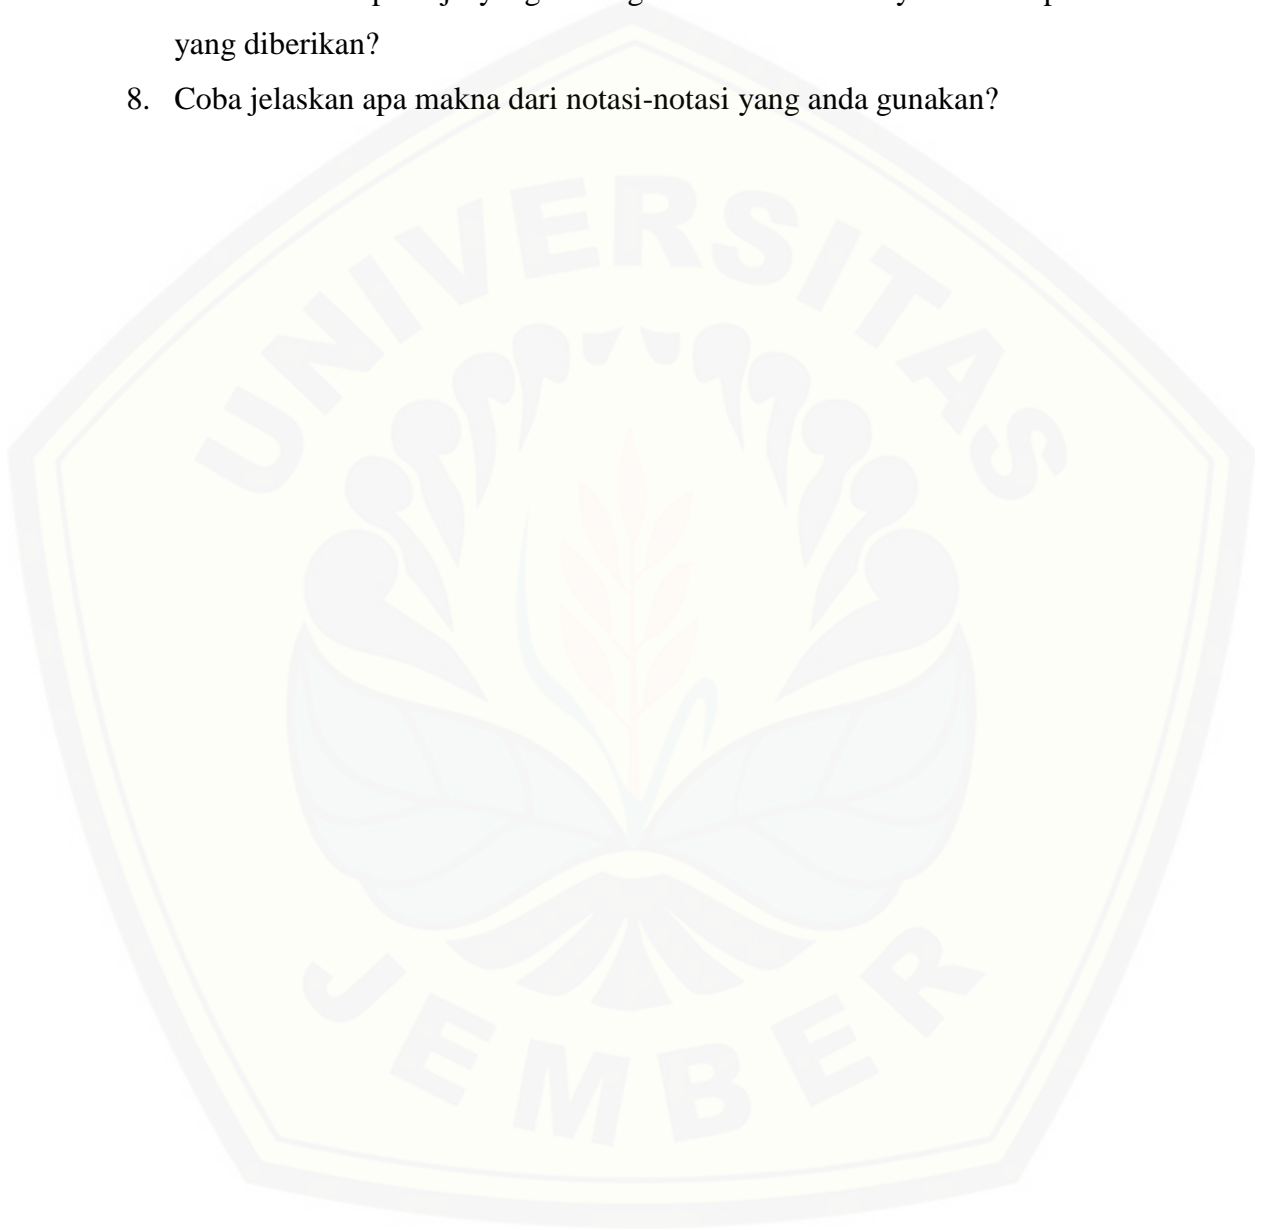 yang diberikan?
8. Coba jelaskan apa makna dari notasi-notasi yang anda gunakan?
UNIVERSITAS
JEMBER